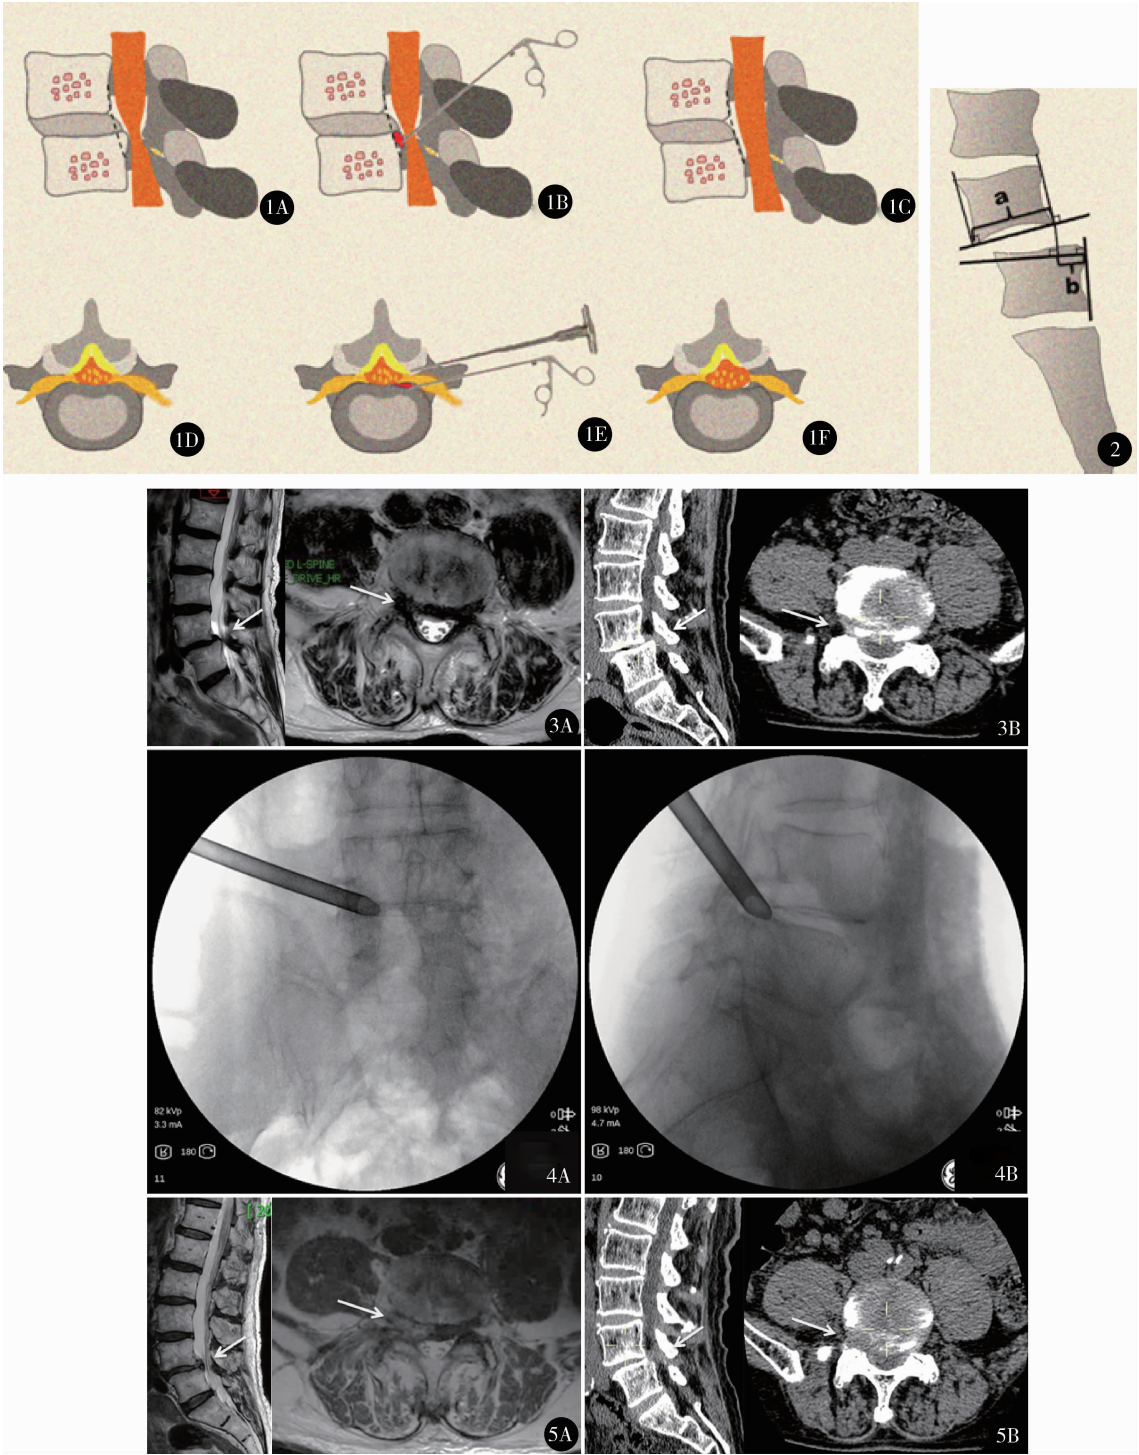 1A
1B
1C
a
b
2
1D
1E
1F
D L-SPINE
DRIVE_HR
3A
3B
82 kVp
3.3 mA
R
180
11
4A
98 kVp
4.7 mA
R
180
10
4B
5A
5B